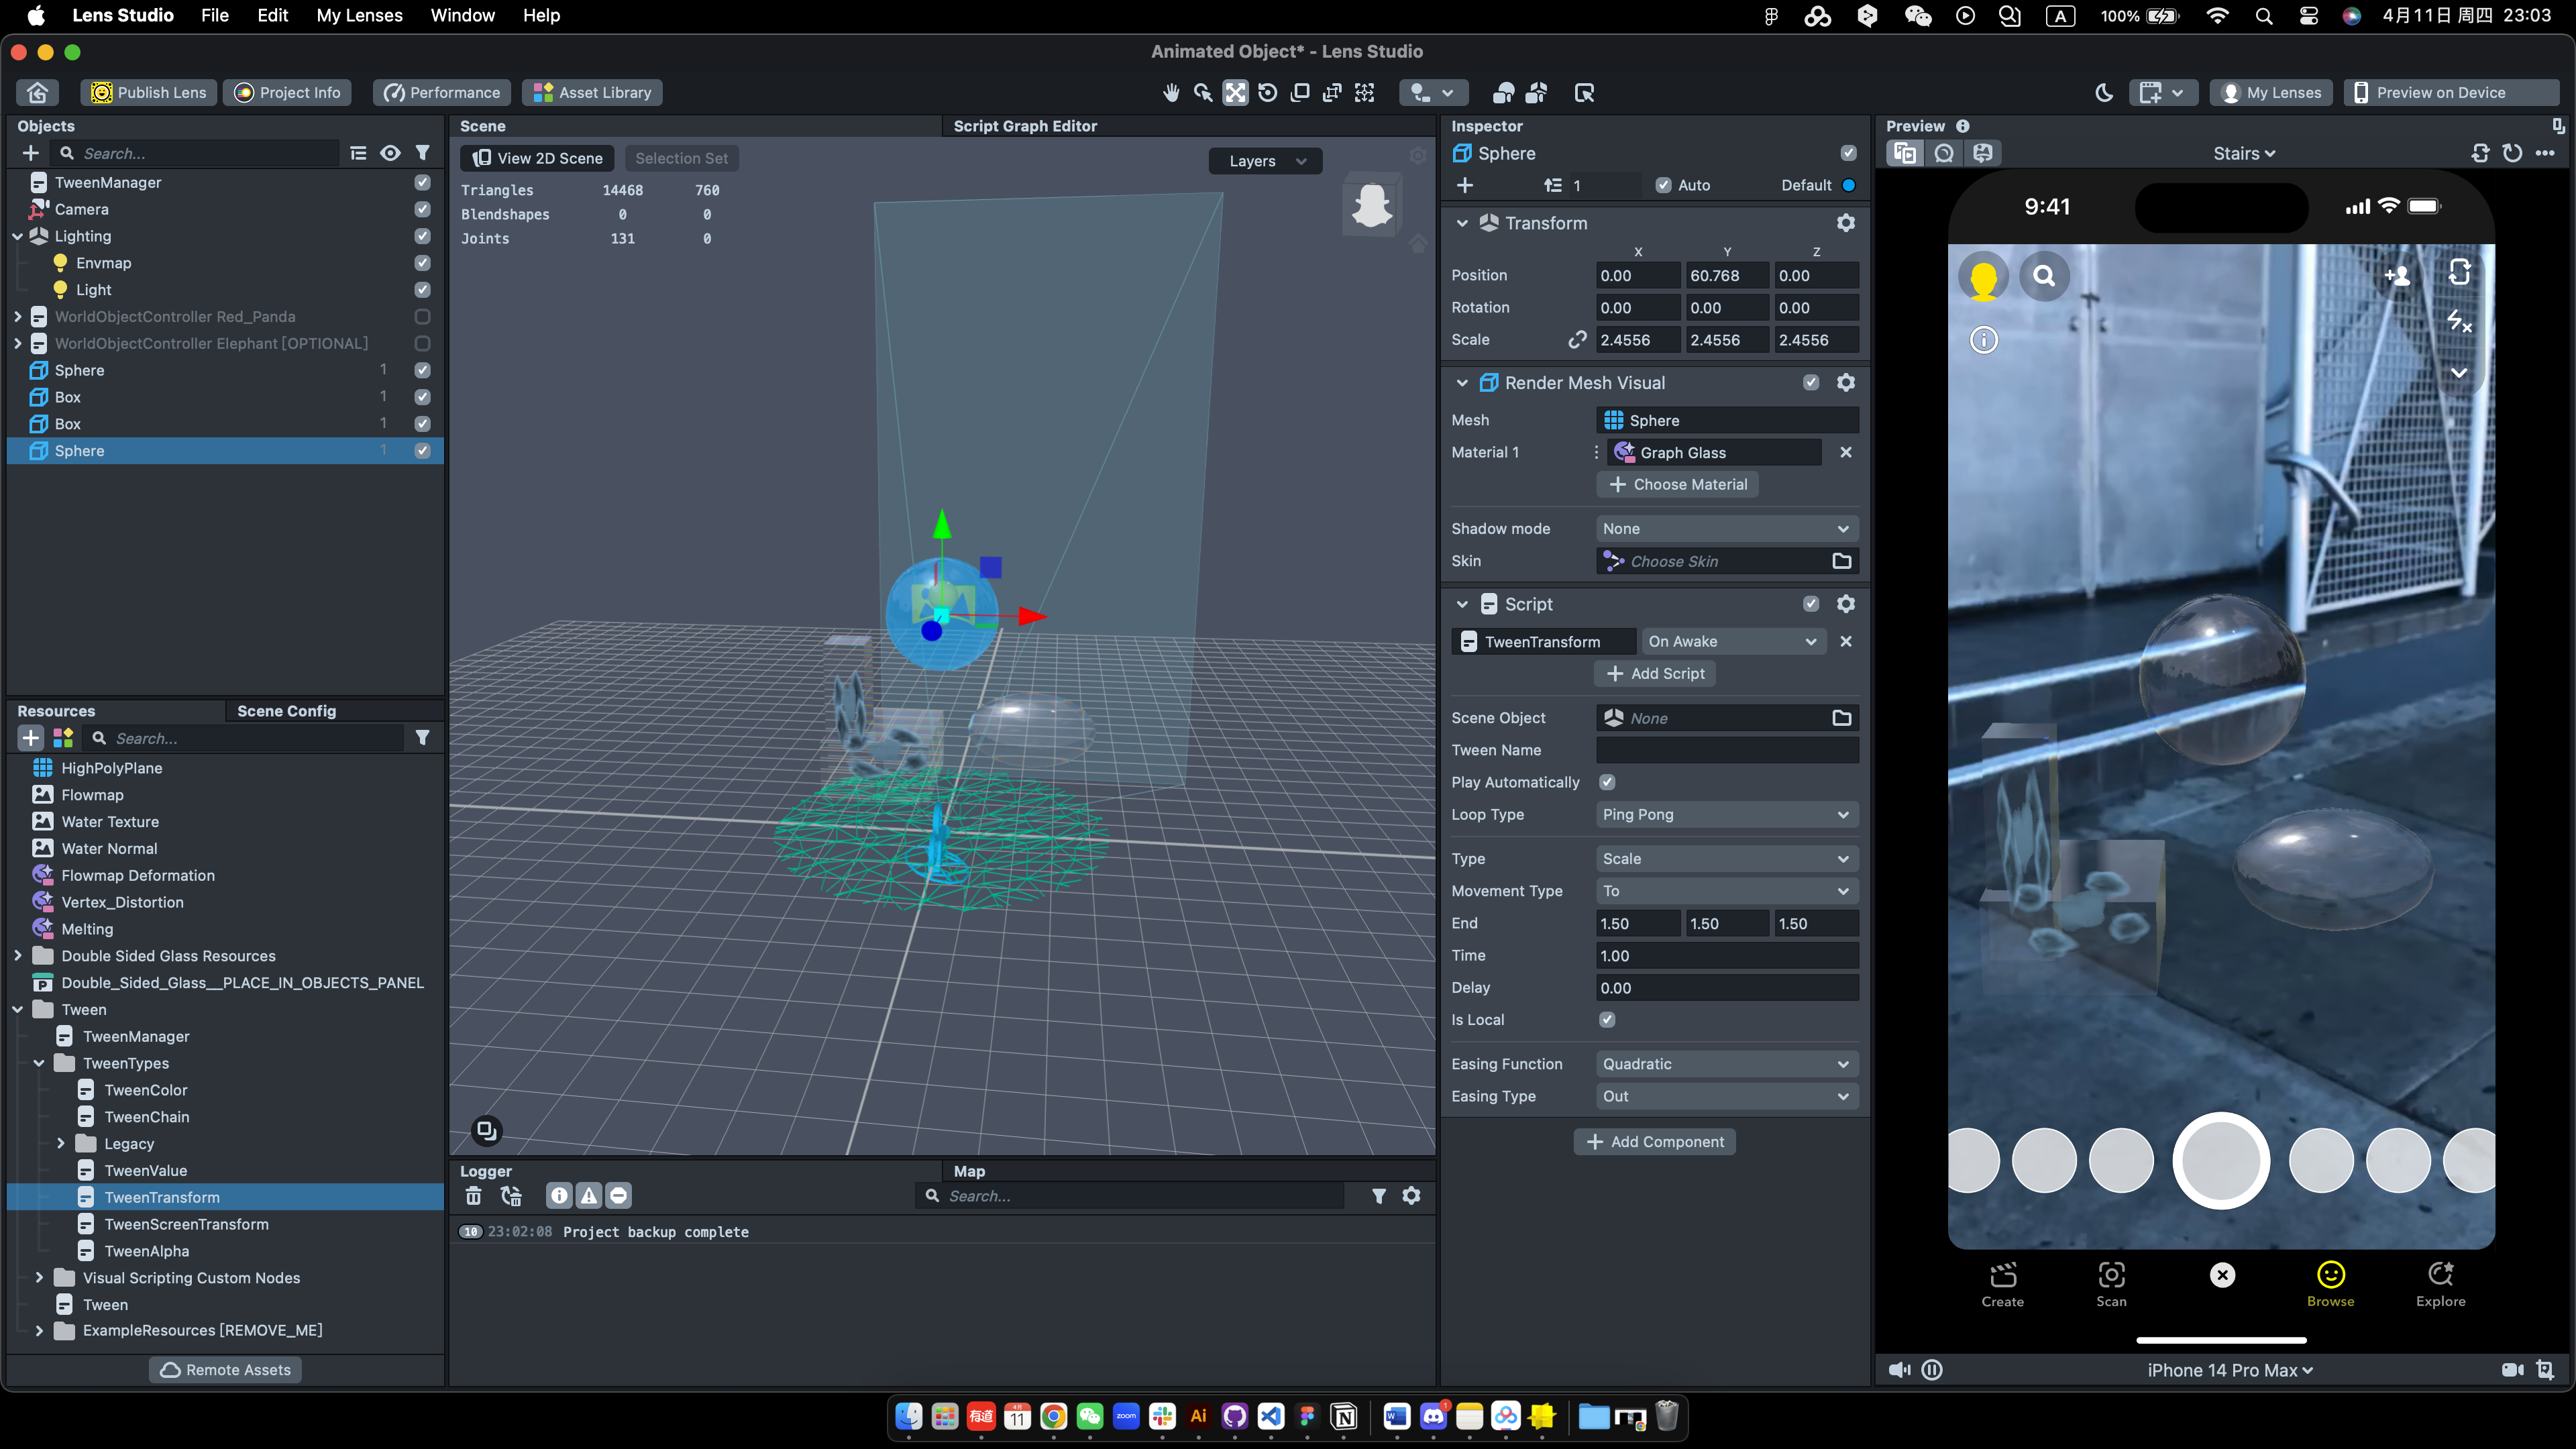 Lens Studio File Edit My Lenses Window Help
A 100% 4月11日 周四 23:03
Animated Object* - Lens Studio
Publish Lens Project Info Performance Asset Library
My Lenses Preview on Device
Objects
Search...
TweenManager
Camera
Lighting
Envmap
Light
WorldObjectController Red_Panda
WorldObjectController Elephant [OPTIONAL]
Sphere 1
Box 1
Box 1
Sphere 1
Resources Scene Config
Search...
HighPolyPlane
Flowmap
Water Texture
Water Normal
Flowmap Deformation
Vertex_Distortion
Melting
Double Sided Glass Resources
Double_Sided_Glass__PLACE_IN_OBJECTS_PANEL
Tween
TweenManager
TweenTypes
TweenColor
TweenChain
Legacy
TweenValue
TweenTransform
TweenScreenTransform
TweenAlpha
Visual Scripting Custom Nodes
Tween
ExampleResources [REMOVE_ME]
Remote Assets
Scene Script Graph Editor
View 2D Scene Selection Set Layers
Triangles 14468 760
Blendshapes 0 0
Joints 131 0
Logger Map
Search...
10 23:02:08 Project backup complete
Inspector
Sphere
1 Auto Default
Transform
X Y Z
Position 0.00 60.768 0.00
Rotation 0.00 0.00 0.00
Scale 2.4556 2.4556 2.4556
Render Mesh Visual
Mesh Sphere
Material 1 Graph Glass
Choose Material
Shadow mode None
Skin Choose Skin
Script
TweenTransform On Awake
Add Script
Scene Object None
Tween Name
Play Automatically
Loop Type Ping Pong
Type Scale
Movement Type To
End 1.50 1.50 1.50
Time 1.00
Delay 0.00
Is Local
Easing Function Quadratic
Easing Type Out
Add Component
Preview
Stairs
9:41
Create Scan Browse Explore
iPhone 14 Pro Max
有道 4月 11 zoom Ai N W 1